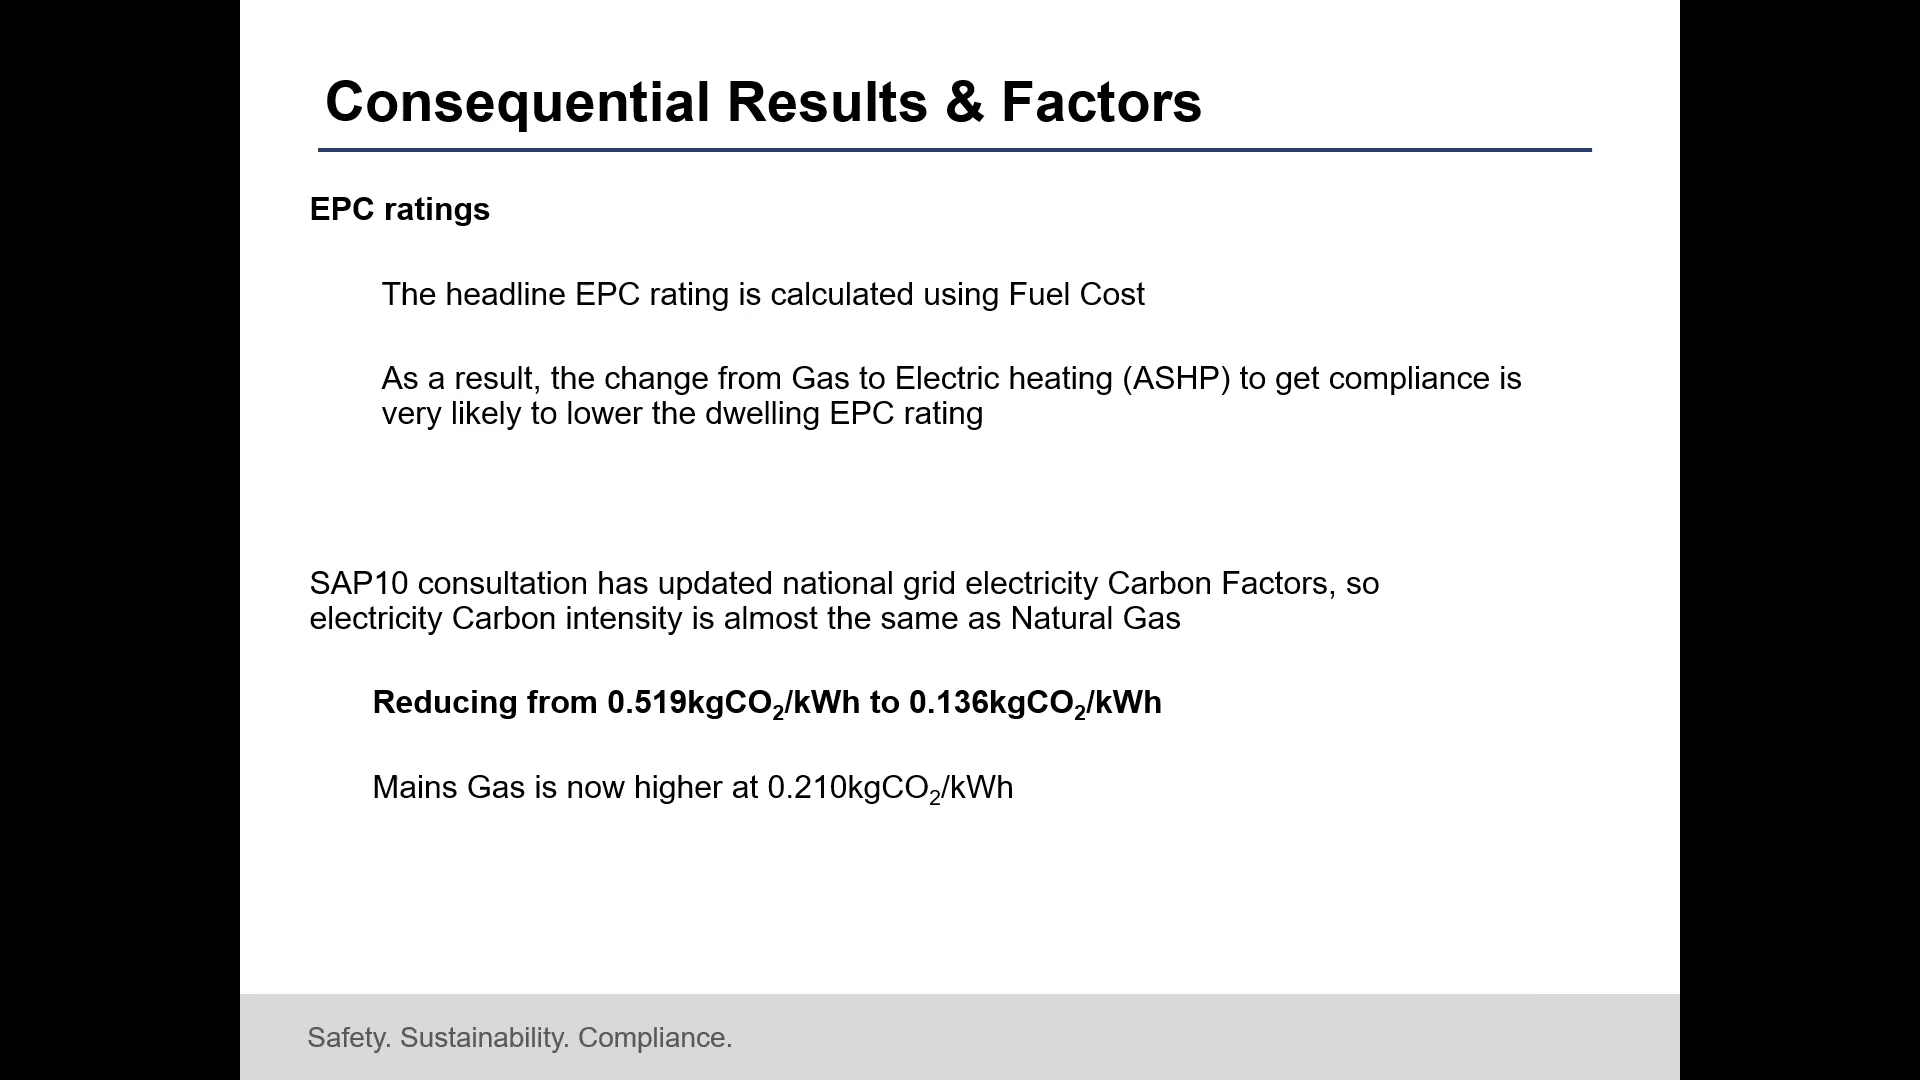 Consequential Results & Factors
EPC ratings
The headline EPC rating is calculated using Fuel Cost
As a result, the change from Gas to Electric heating (ASHP) to get compliance is
very likely to lower the dwelling EPC rating
SAP10 consultation has updated national grid electricity Carbon Factors, so
electricity Carbon intensity is almost the same as Natural Gas
Reducing from 0.519kgCO₂/kWh to 0.136kgCO₂/kWh
Mains Gas is now higher at 0.210kgCO₂/kWh
Safety. Sustainability. Compliance.